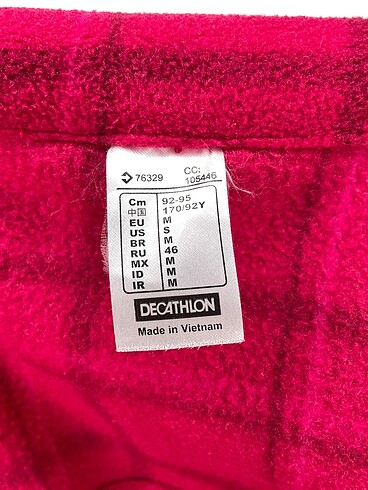 76329 CC:
105446
Cm 92-95
中国 170/92Y
EU M
US S
BR M
RU 46
MX M
ID M
IR M
DECATHLON
Made in Vietnam